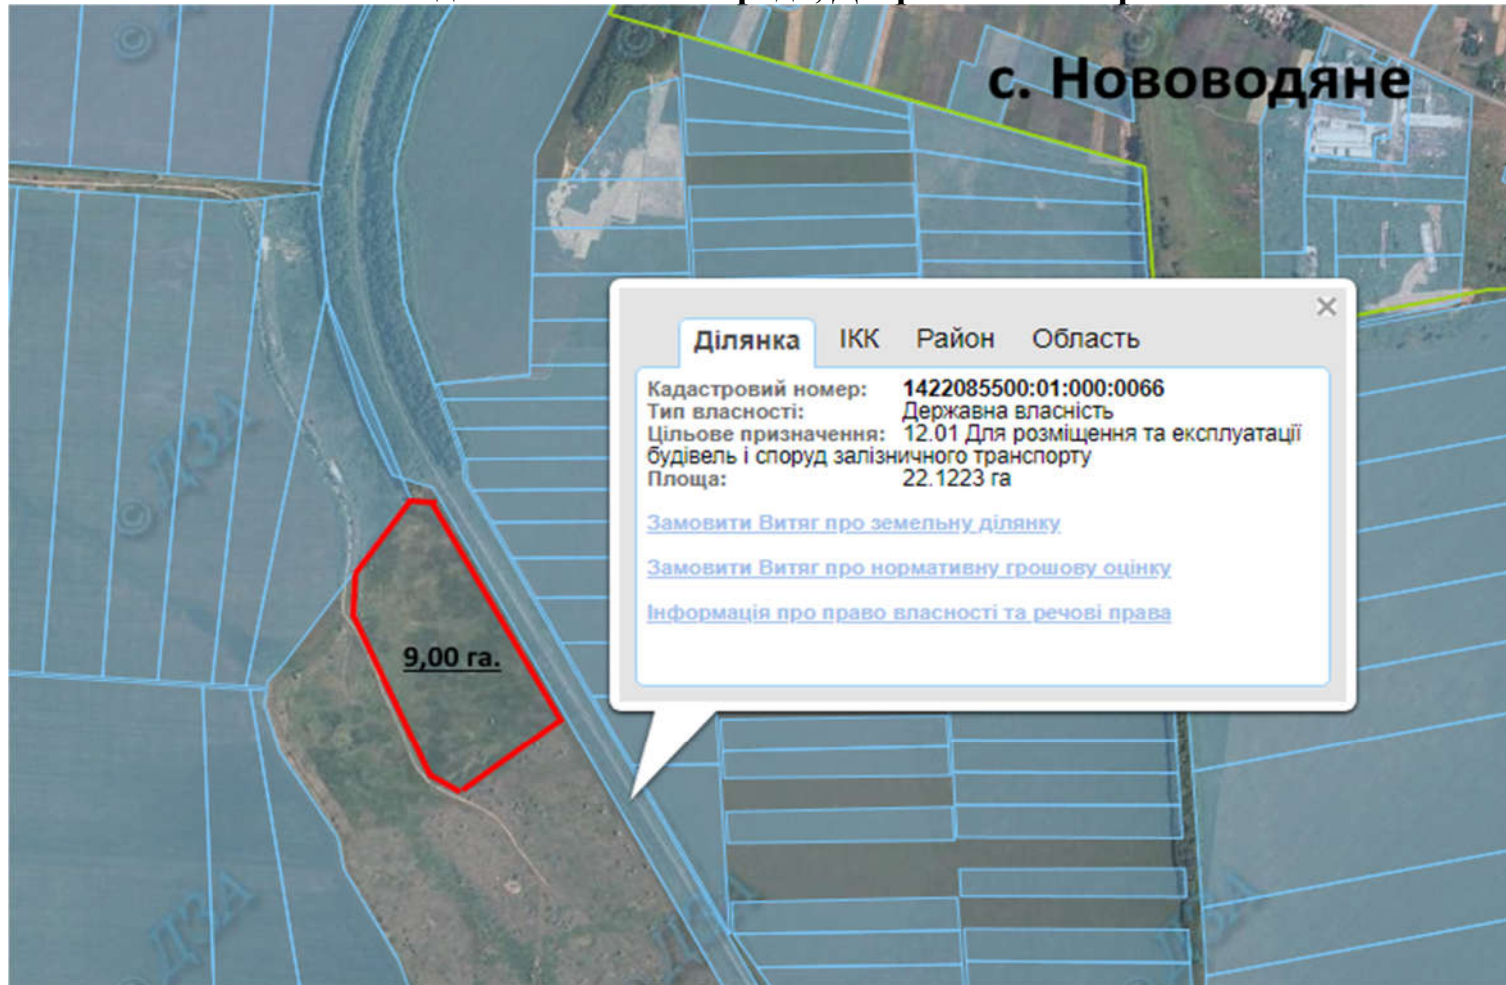 с. Нововодяне
© ДЗА
Ділянка ІКК Район Область
Кадастровий номер: 1422085500:01:000:0066
Тип власності: Державна власність
Цільове призначення: 12.01 Для розміщення та експлуатації
будівель і споруд залізничного транспорту
Площа: 22.1223 га
Замовити Витяг про земельну ділянку
Замовити Витяг про нормативну грошову оцінку
Інформація про право власності та речові права
9,00 га.
© ДЗА